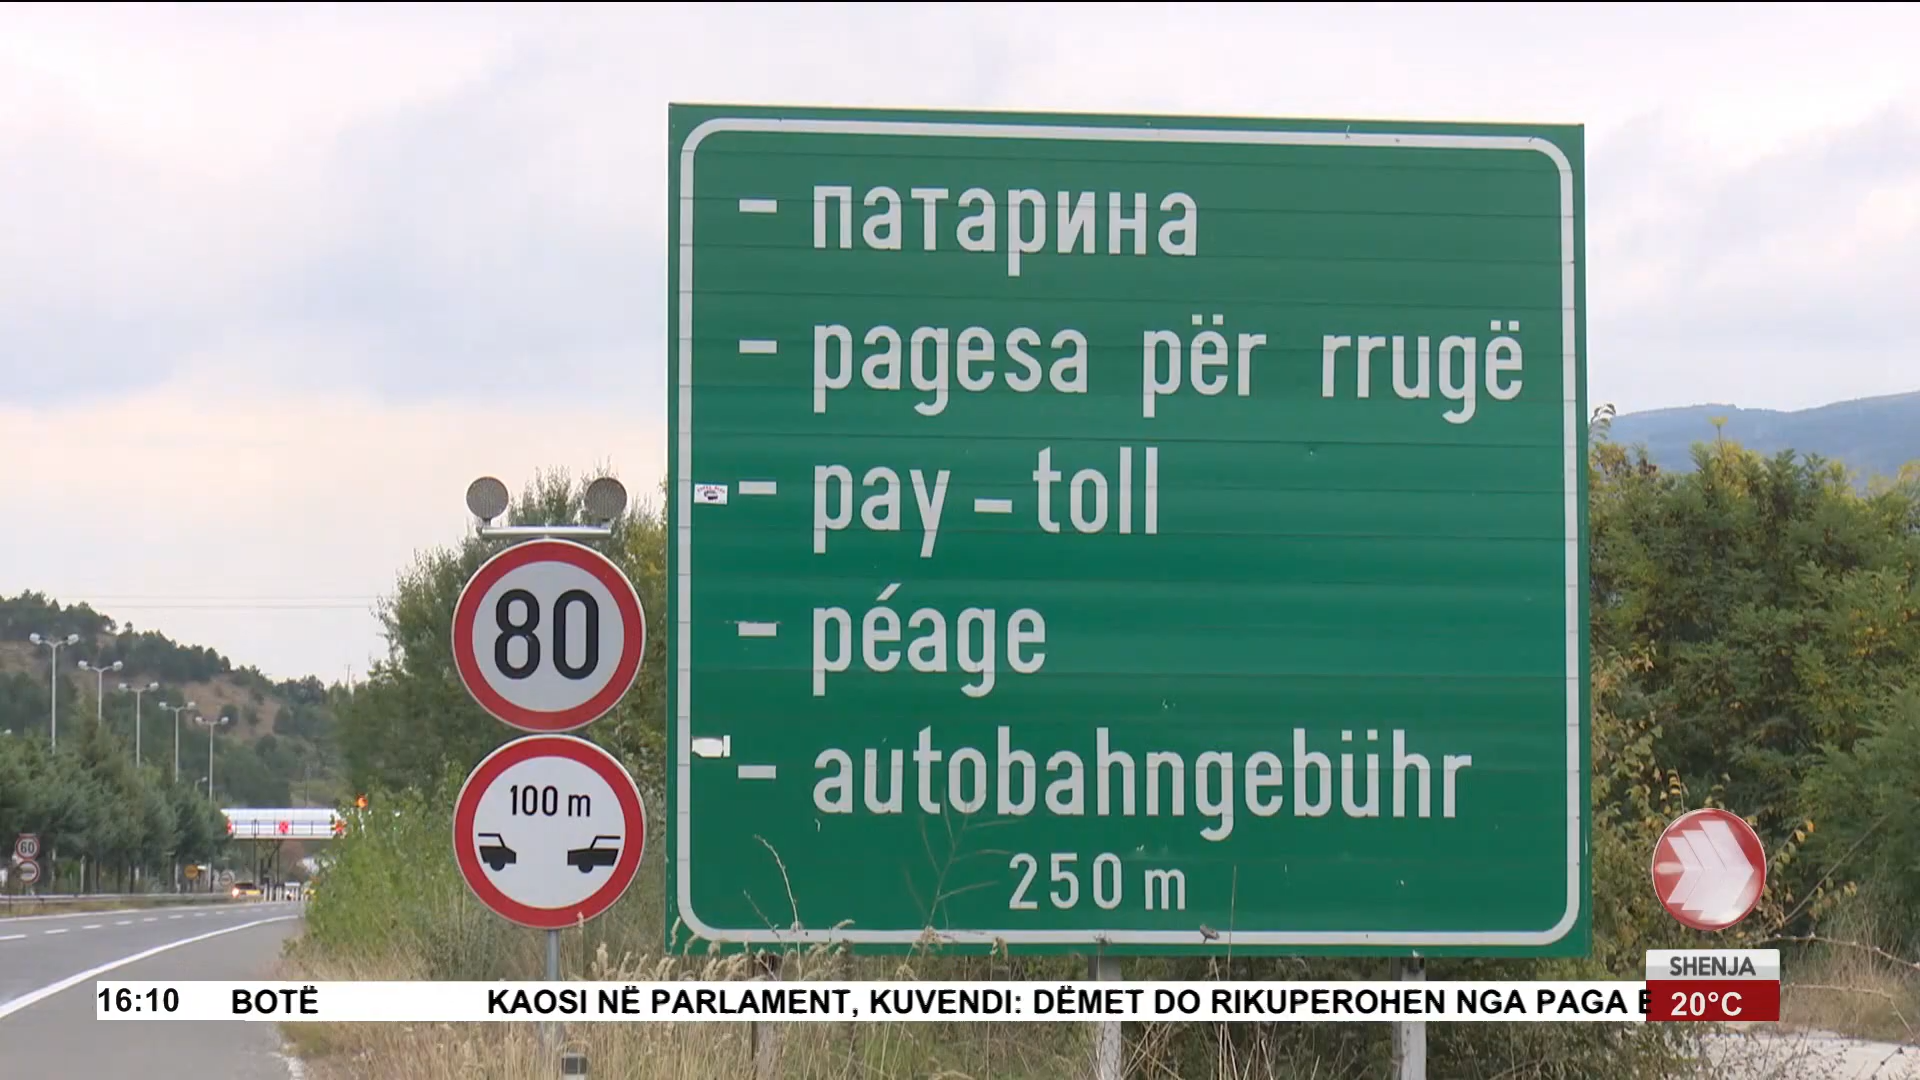 - патарина
- pagesa për rrugë
- pay-toll
- péage
- autobahngebühr
250 m
80
100 m
60
16:10 BOTË KAOSI NË PARLAMENT, KUVENDI: DËMET DO RIKUPEROHEN NGA PAGA
SHENJA
20°C